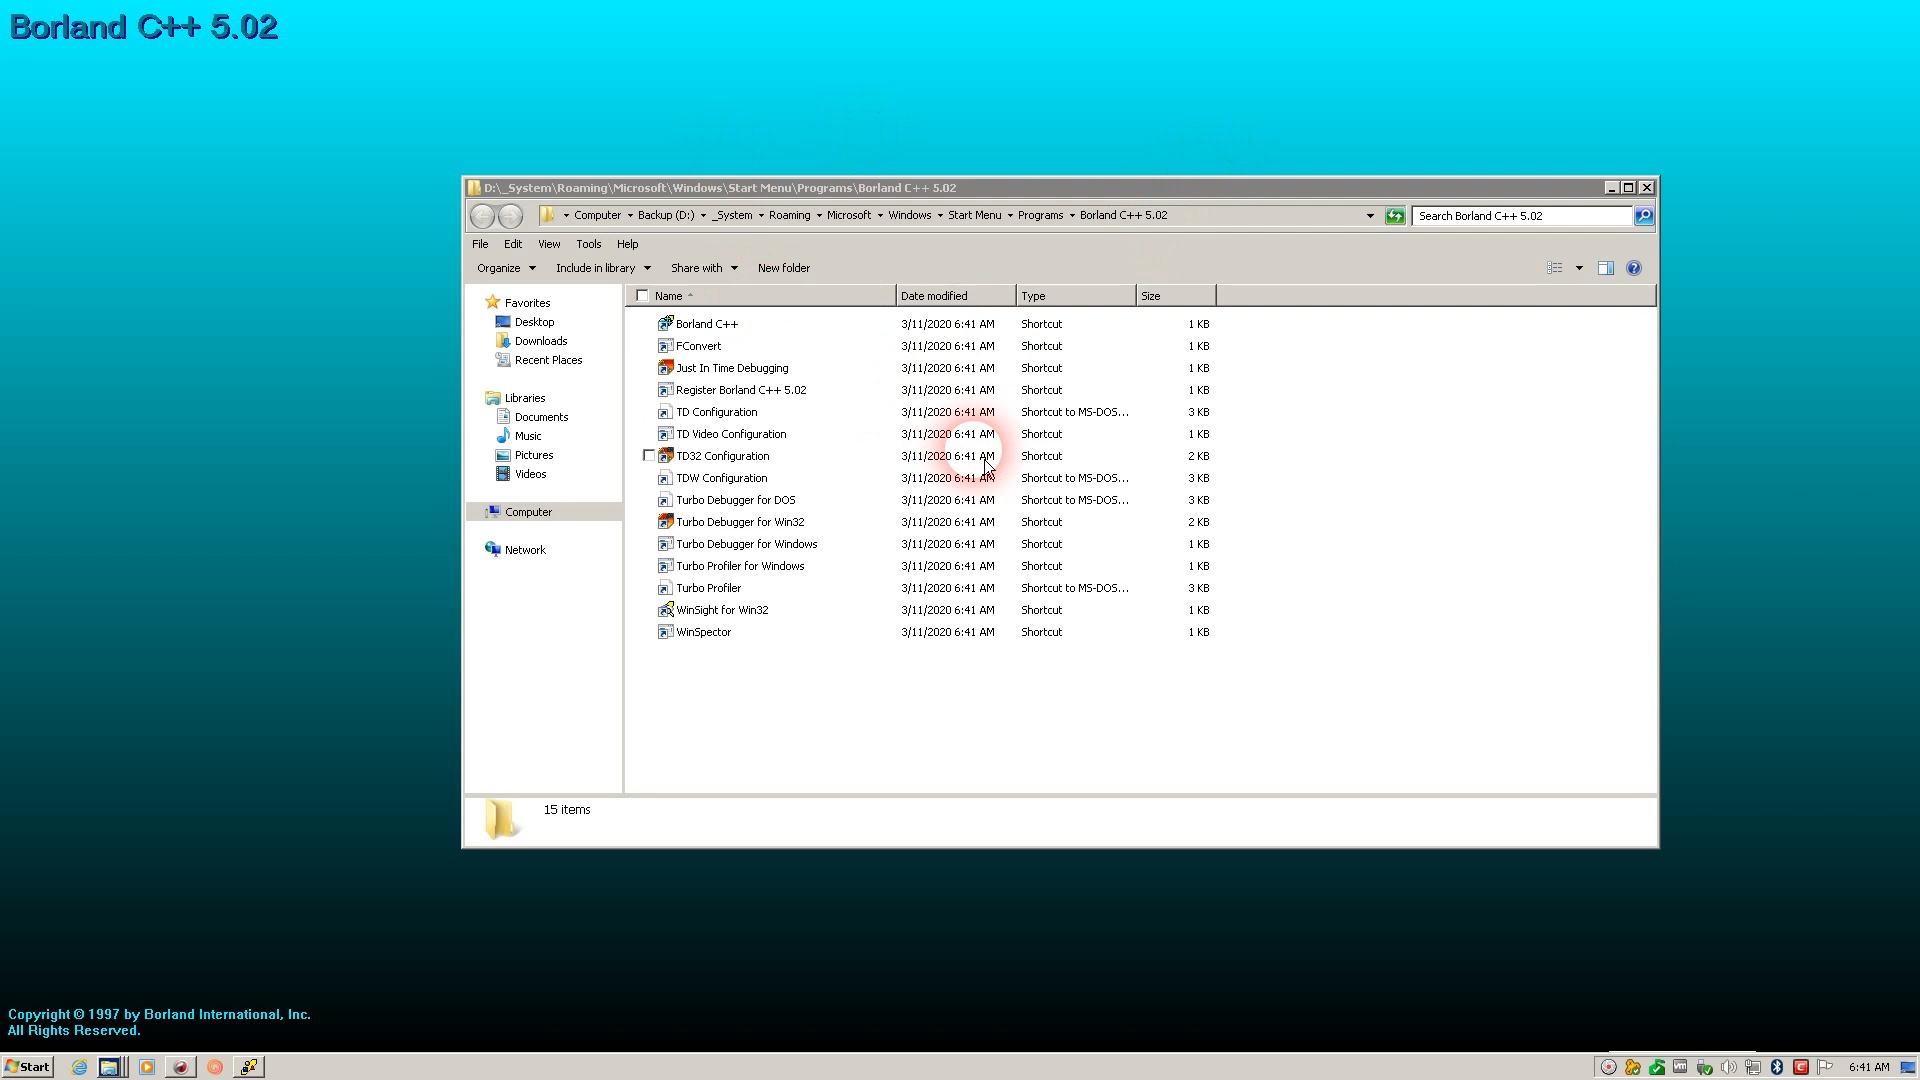 Borland C++ 5.02
D:\_System\Roaming\Microsoft\Windows\Start Menu\Programs\Borland C++ 5.02
Computer Backup (D:) _System Roaming Microsoft Windows Start Menu Programs Borland C++ 5.02 Search Borland C++ 5.02
File Edit View Tools Help
Organize Include in library Share with New folder
Name Date modified Type Size
Favorites
Desktop
Downloads
Recent Places
Libraries
Documents
Music
Pictures
Videos
Computer
Network
Borland C++ 3/11/2020 6:41 AM Shortcut 1 KB
FConvert 3/11/2020 6:41 AM Shortcut 1 KB
Just In Time Debugging 3/11/2020 6:41 AM Shortcut 1 KB
Register Borland C++ 5.02 3/11/2020 6:41 AM Shortcut 1 KB
TD Configuration 3/11/2020 6:41 AM Shortcut to MS-DOS... 3 KB
TD Video Configuration 3/11/2020 6:41 AM Shortcut 1 KB
TD32 Configuration 3/11/2020 6:41 AM Shortcut 2 KB
TDW Configuration 3/11/2020 6:41 AM Shortcut to MS-DOS... 3 KB
Turbo Debugger for DOS 3/11/2020 6:41 AM Shortcut to MS-DOS... 3 KB
Turbo Debugger for Win32 3/11/2020 6:41 AM Shortcut 2 KB
Turbo Debugger for Windows 3/11/2020 6:41 AM Shortcut 1 KB
Turbo Profiler for Windows 3/11/2020 6:41 AM Shortcut 1 KB
Turbo Profiler 3/11/2020 6:41 AM Shortcut to MS-DOS... 3 KB
WinSight for Win32 3/11/2020 6:41 AM Shortcut 1 KB
WinSpector 3/11/2020 6:41 AM Shortcut 1 KB
15 items
Copyright © 1997 by Borland International, Inc.
All Rights Reserved.
Start 6:41 AM